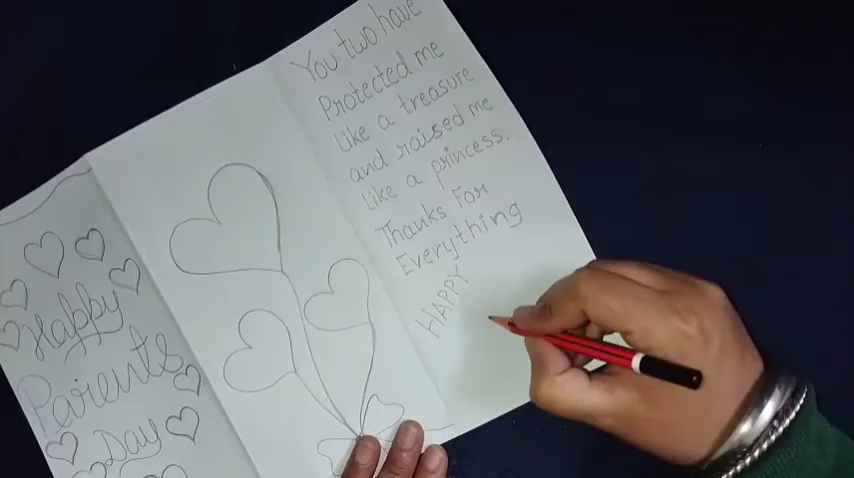 Happy
Parents
Day
You two have
Protected me
like a treasure
and raised me
like a princess.
Thanks For
Everything
HAPPY